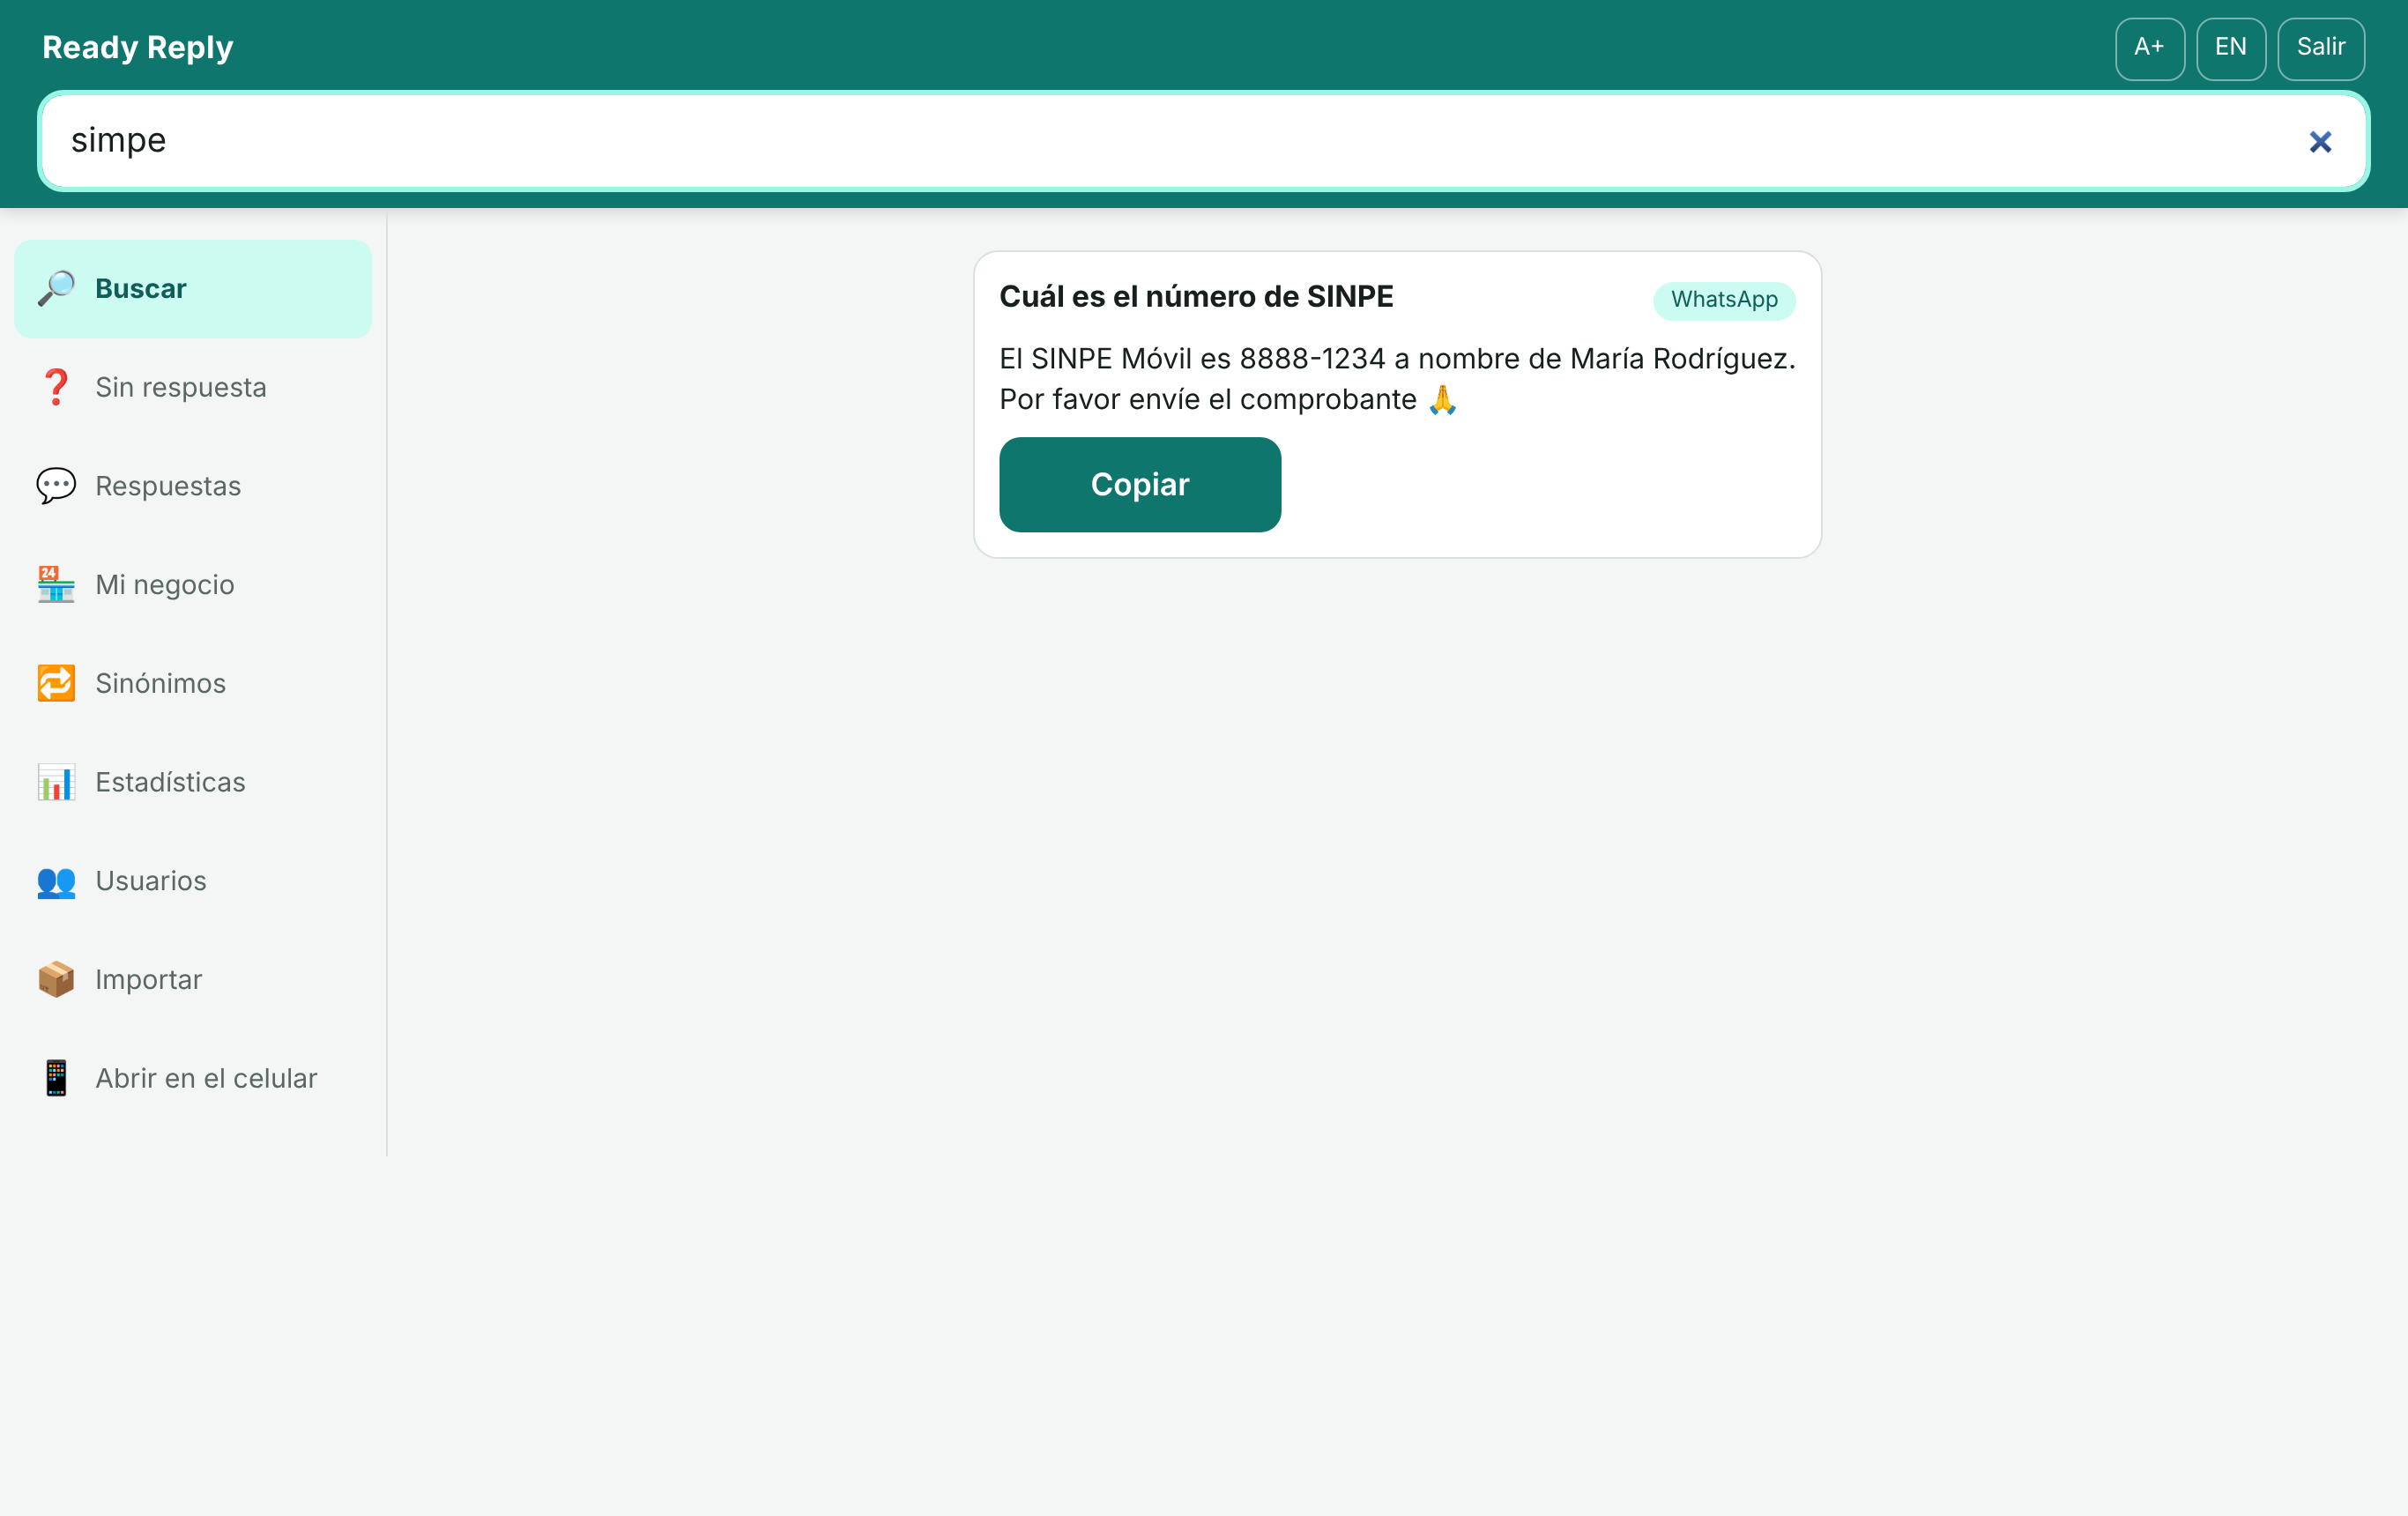 Ready Reply
A+
EN
Salir
simpe
Buscar
Sin respuesta
Respuestas
Mi negocio
Sinónimos
Estadísticas
Usuarios
Importar
Abrir en el celular
Cuál es el número de SINPE
WhatsApp
El SINPE Móvil es 8888-1234 a nombre de María Rodríguez.
Por favor envíe el comprobante 🙏
Copiar